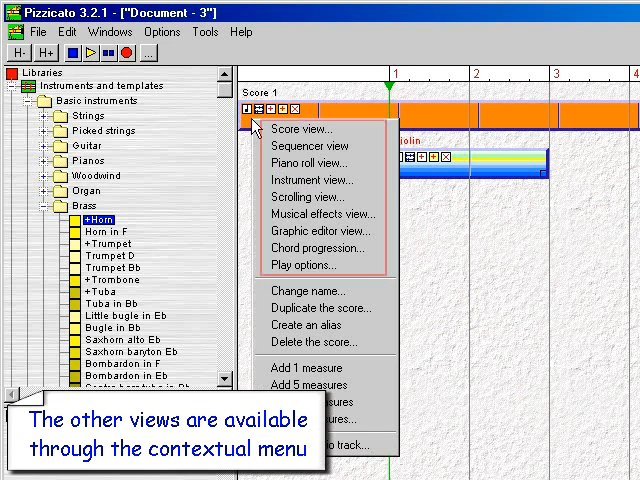 Pizzicato 3.2.1 - ["Document - 3"]
File Edit Windows Options Tools Help
H- H+ ...
Libraries
Instruments and templates
Basic instruments
Strings
Picked strings
Guitar
Pianos
Woodwind
Organ
Brass
+Horn
Horn in F
+Trumpet
Trumpet D
Trumpet Bb
+Trombone
+Tuba
Tuba in Bb
Little bugle in Eb
Bugle in Bb
Saxhorn alto Eb
Saxhorn baryton Eb
Bombardon in F
Bombardon in Eb
1 2 3 4
Score 1
iolin
Score view...
Sequencer view
Piano roll view...
Instrument view...
Scrolling view...
Musical effects view...
Graphic editor view...
Chord progression...
Play options...
Change name...
Duplicate the score...
Create an alias
Delete the score...
Add 1 measure
Add 5 measures
asures
ures...
io track...
The other views are available
through the contextual menu